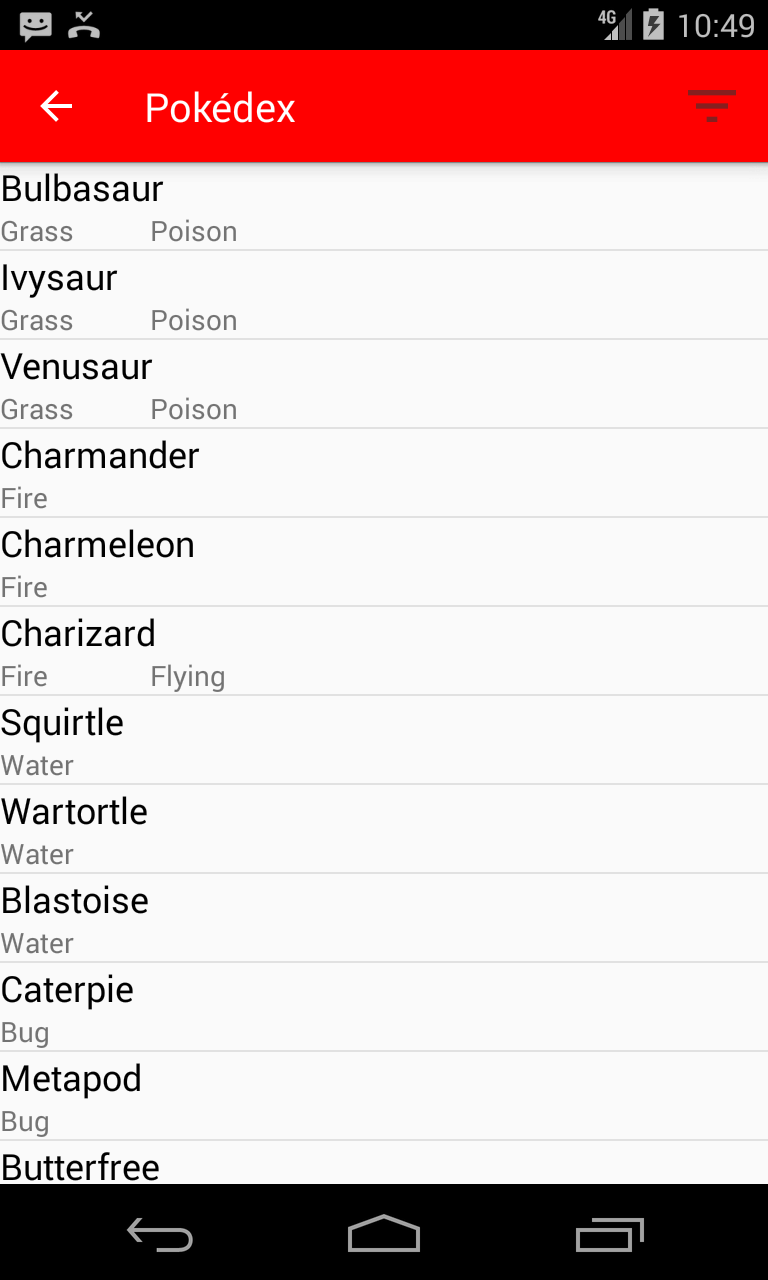 4G 10:49
Pokédex
Bulbasaur
Grass Poison
Ivysaur
Grass Poison
Venusaur
Grass Poison
Charmander
Fire
Charmeleon
Fire
Charizard
Fire Flying
Squirtle
Water
Wartortle
Water
Blastoise
Water
Caterpie
Bug
Metapod
Bug
Butterfree